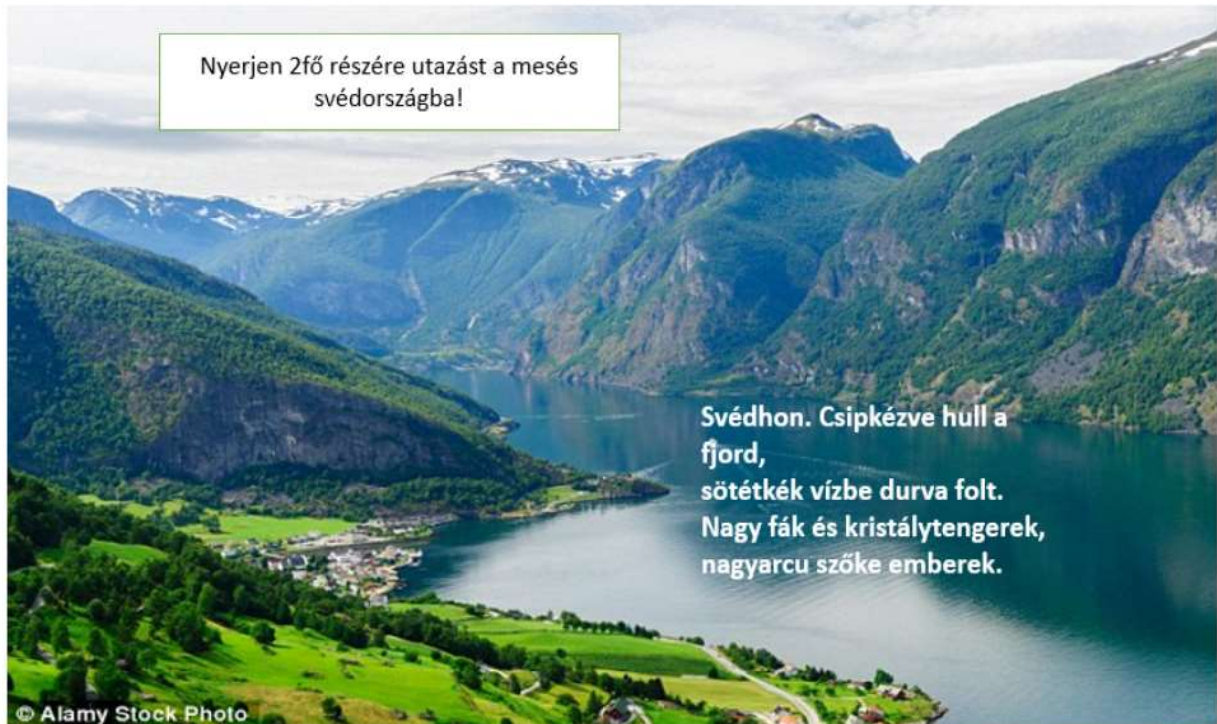 Nyerjen 2fő részére utazást a mesés
svédországba!
Svédhon. Csipkézve hull a
fjord,
sötétkék vízbe durva folt.
Nagy fák és kristálytengerek,
nagyarcu szőke emberek.
© Alamy Stock Photo